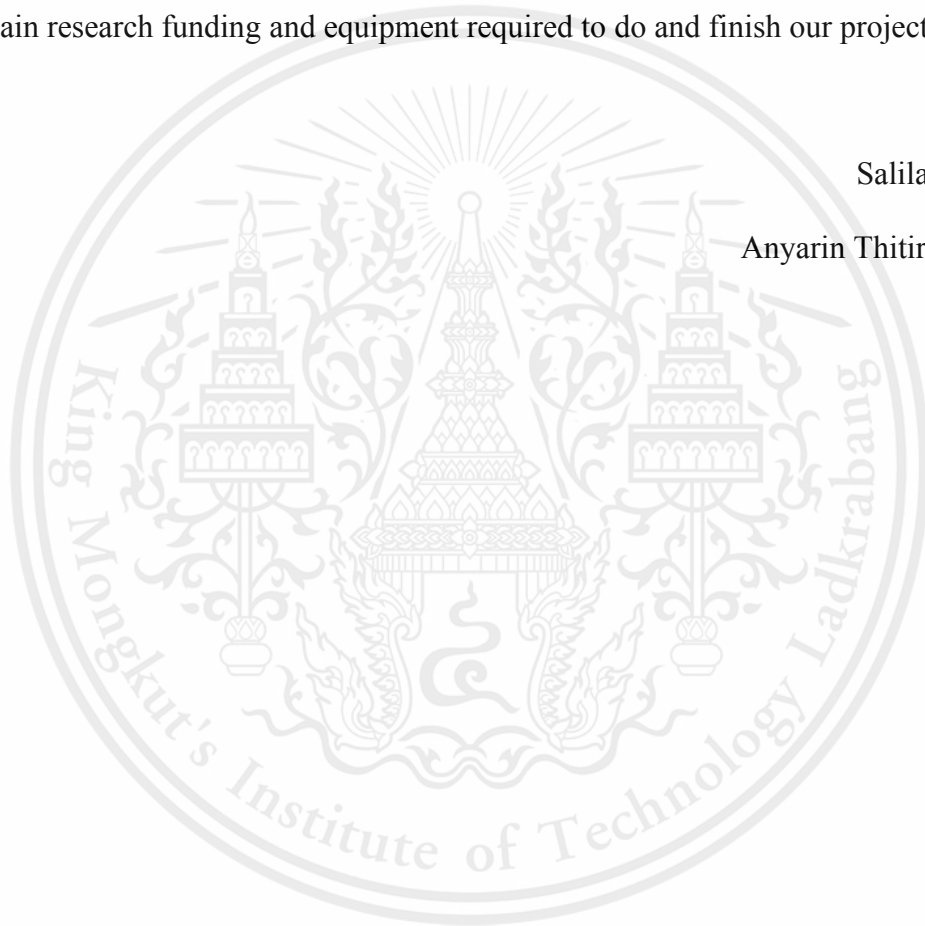 ain research funding and equipment required to do and finish our project
Salila
Anyarin Thitir
King Mongkut's Institute of Technology Ladkrabang